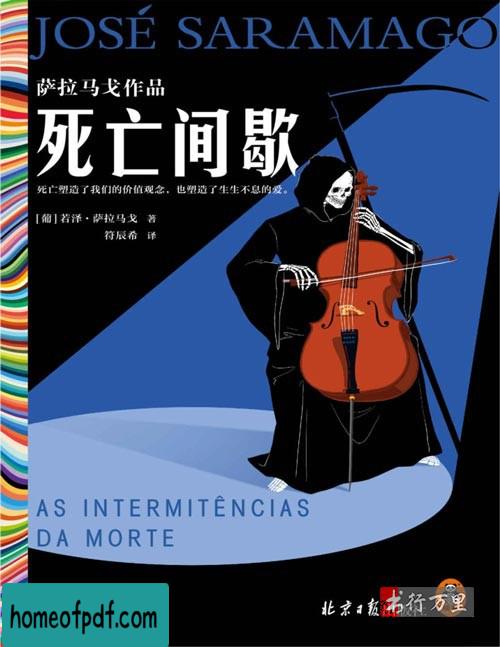 JOSÉ SARAMAGO
萨拉马戈作品
死亡间歇
死亡塑造了我们的价值观念，也塑造了生生不息的爱。
[葡] 若泽·萨拉马戈 著
符辰希 译
AS INTERMITÊNCIAS
DA MORTE
北京日报
书行万里
homeofpdf.com